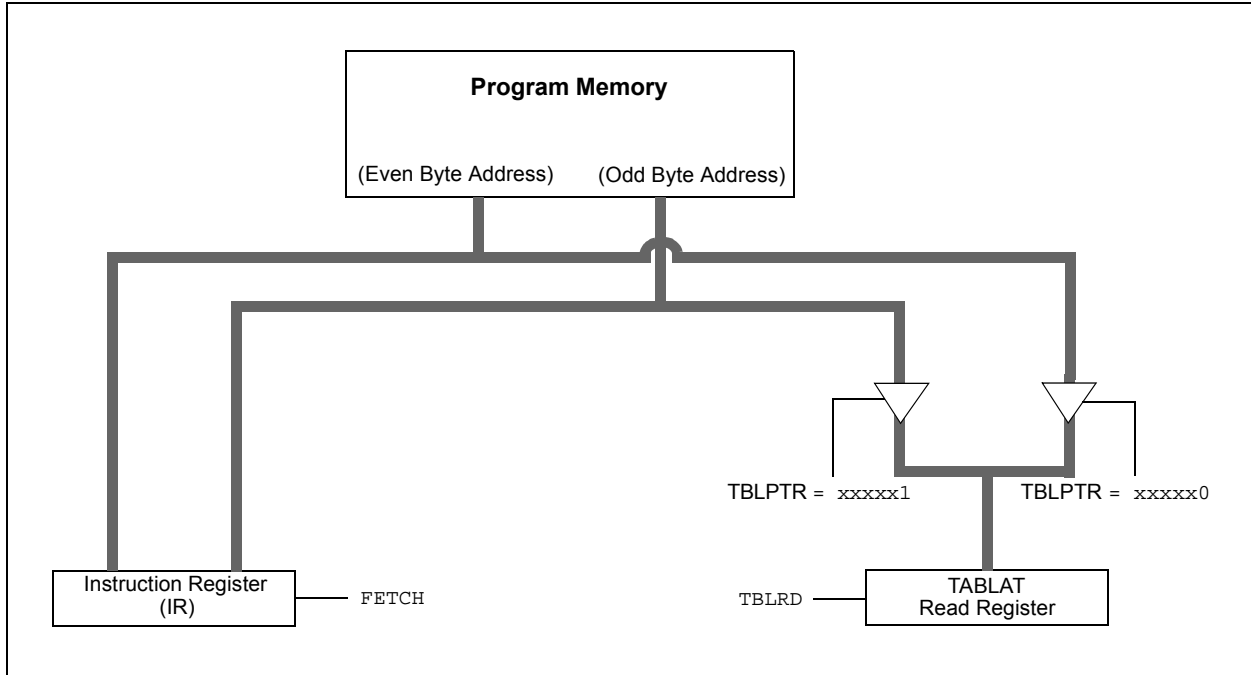 Program Memory
(Even Byte Address) (Odd Byte Address)
TBLPTR = xxxxx1 TBLPTR = xxxxx0
Instruction Register
(IR)
FETCH
TBLRD
TABLAT
Read Register